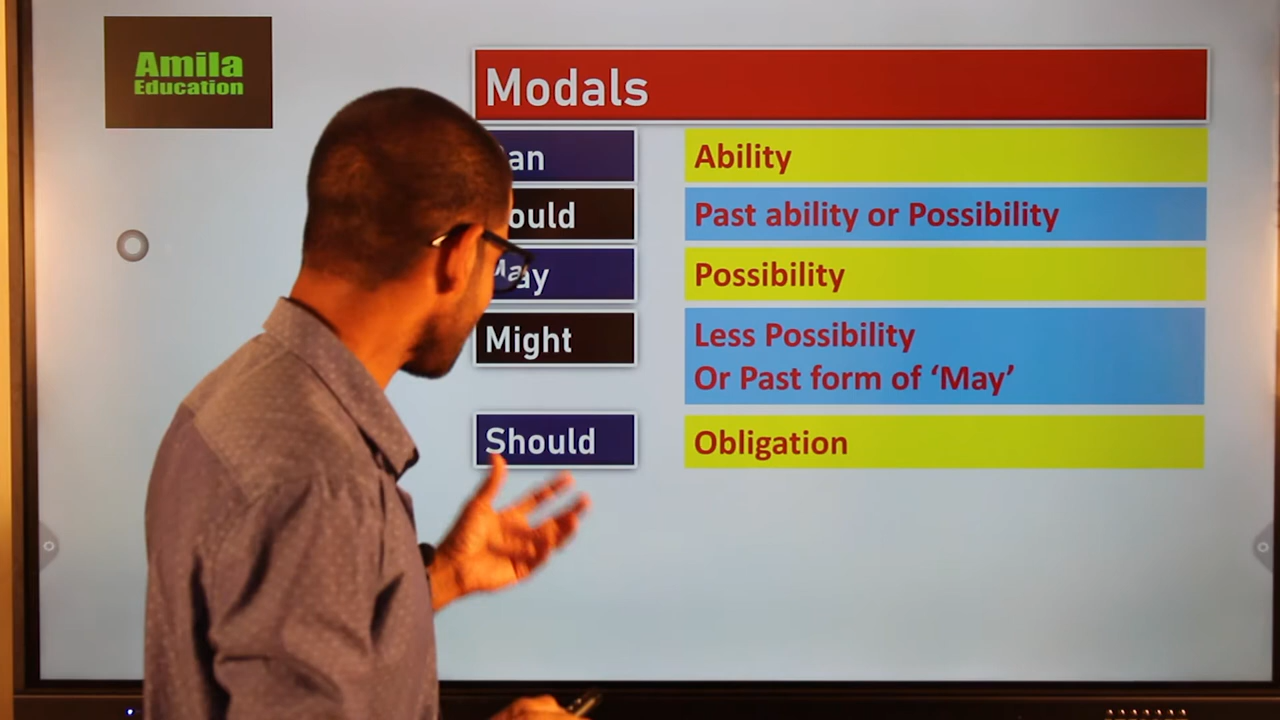 Amila
Education
Modals
an
Ability
ould
Past ability or Possibility
May
Possibility
Might
Less Possibility
Or Past form of ‘May’
Should
Obligation